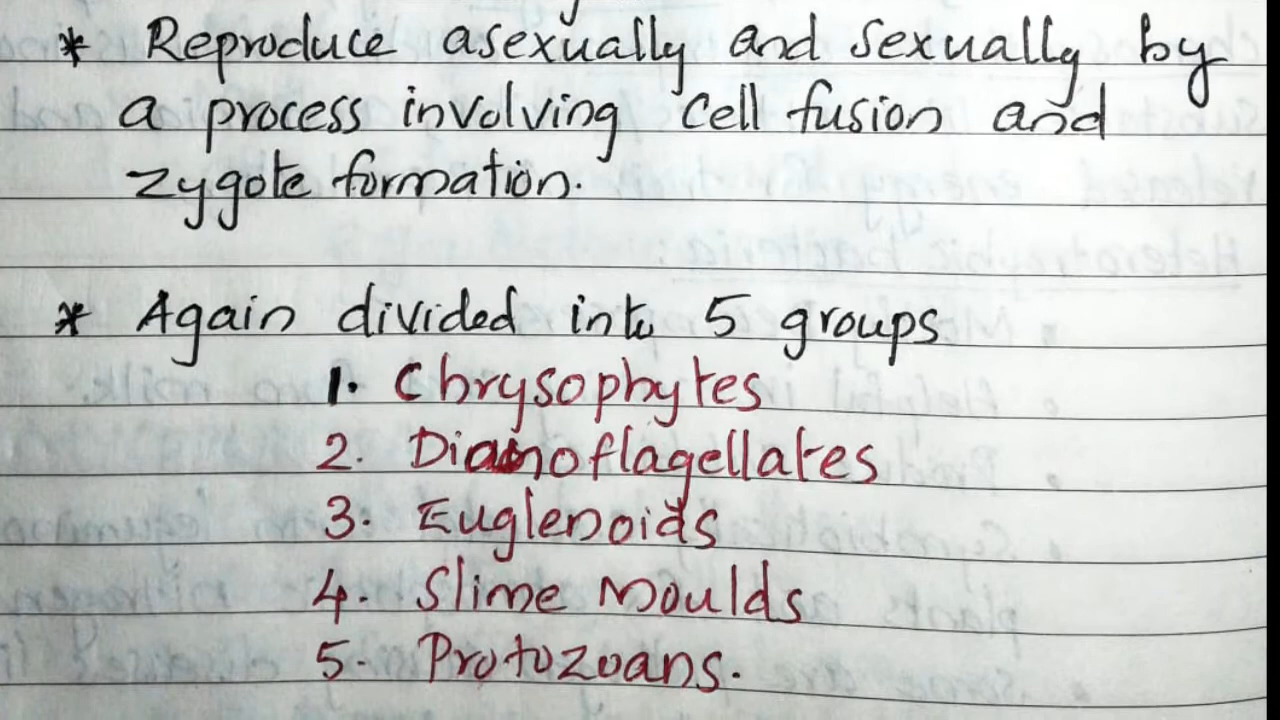 * Reproduce asexually and sexually by
a process involving cell fusion and
zygote formation.
* Again divided into 5 groups
1. Chrysophytes
2. Dianoflagellates
3. Euglenoids
4. Slime Moulds
5. Protozoans.